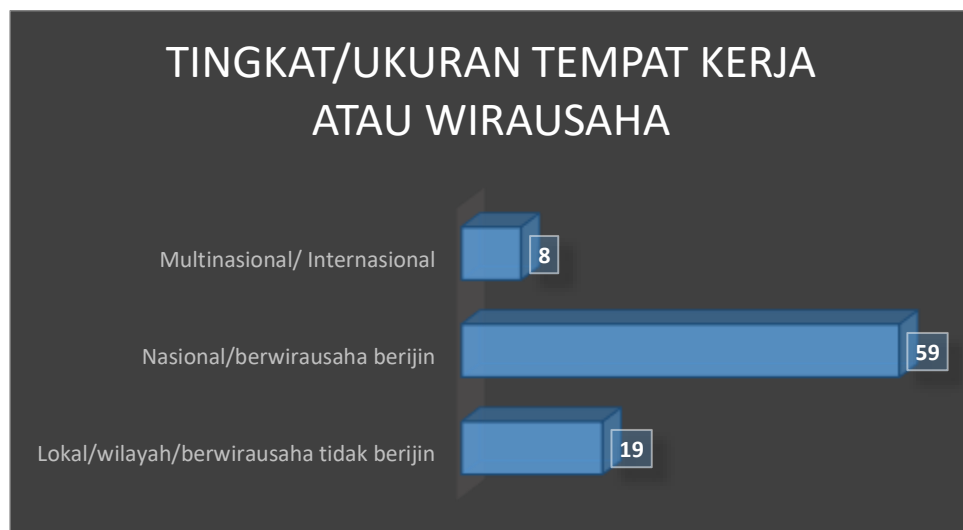 TINGKAT/UKURAN TEMPAT KERJA
ATAU WIRAUSAHA
Multinasional/ Internasional
8
Nasional/berwirausaha berijin
59
Lokal/wilayah/berwirausaha tidak berijin
19